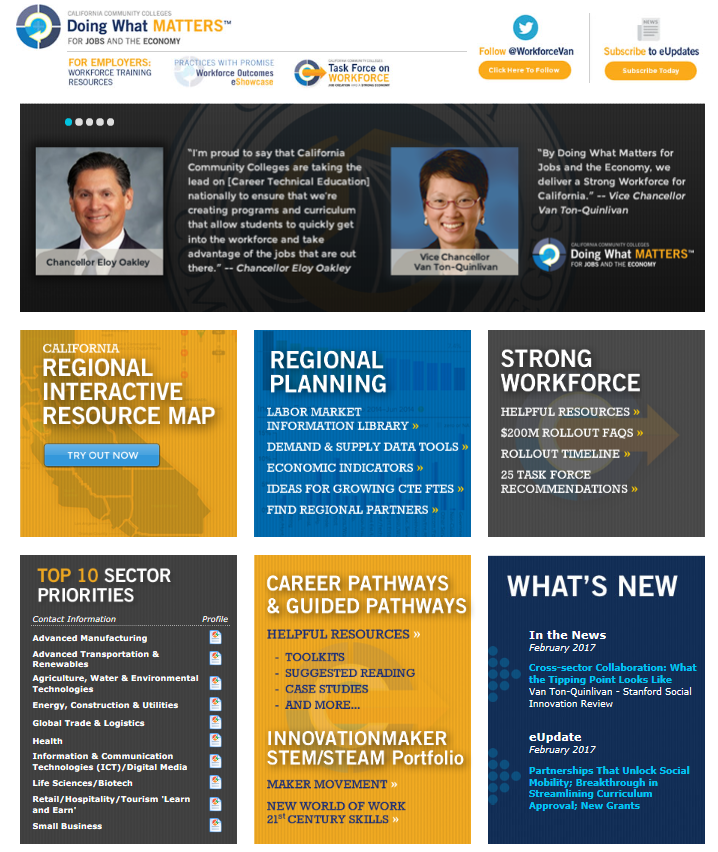 CALIFORNIA COMMUNITY COLLEGES
Doing What MATTERS™
FOR JOBS AND THE ECONOMY
FOR EMPLOYERS:
WORKFORCE TRAINING
RESOURCES
PRACTICES WITH PROMISE
Workforce Outcomes
eShowcase
Task Force on
WORKFORCE
JOB CREATION AND A STRONG ECONOMY
Follow @WorkforceVan
Click Here To Follow
NEWS
Subscribe to eUpdates
Subscribe Today
"I'm proud to say that California
Community Colleges are taking the
lead on [Career Technical Education]
nationally to ensure that we're
creating programs and curriculum
that allow students to quickly get
into the workforce and take
advantage of the jobs that are out
there." -- Chancellor Eloy Oakley
Chancellor Eloy Oakley
Vice Chancellor
Van Ton-Quinlivan
"By Doing What Matters for
Jobs and the Economy, we
deliver a Strong Workforce for
California." -- Vice Chancellor
Van Ton-Quinlivan
CALIFORNIA COMMUNITY COLLEGES
Doing What MATTERS™
FOR JOBS AND THE ECONOMY
CALIFORNIA
REGIONAL
INTERACTIVE
RESOURCE MAP
TRY OUT NOW
REGIONAL
PLANNING
LABOR MARKET
INFORMATION LIBRARY »
DEMAND & SUPPLY DATA TOOLS »
ECONOMIC INDICATORS »
IDEAS FOR GROWING CTE FTES »
FIND REGIONAL PARTNERS »
STRONG
WORKFORCE
HELPFUL RESOURCES »
$200M ROLLOUT FAQS »
ROLLOUT TIMELINE »
25 TASK FORCE
RECOMMENDATIONS »
TOP 10 SECTOR
PRIORITIES
Contact Information Profile
Advanced Manufacturing
Advanced Transportation &
Renewables
Agriculture, Water & Environmental
Technologies
Energy, Construction & Utilities
Global Trade & Logistics
Health
Information & Communication
Technologies (ICT)/Digital Media
Life Sciences/Biotech
Retail/Hospitality/Tourism 'Learn
and Earn'
Small Business
CAREER PATHWAYS
& GUIDED PATHWAYS
HELPFUL RESOURCES »
- TOOLKITS
- SUGGESTED READING
- CASE STUDIES
- AND MORE...
INNOVATIONMAKER
STEM/STEAM Portfolio
MAKER MOVEMENT »
NEW WORLD OF WORK
21st CENTURY SKILLS »
WHAT'S NEW
In the News
February 2017
Cross-sector Collaboration: What
the Tipping Point Looks Like
Van Ton-Quinlivan - Stanford Social
Innovation Review
eUpdate
February 2017
Partnerships That Unlock Social
Mobility; Breakthrough in
Streamlining Curriculum
Approval; New Grants